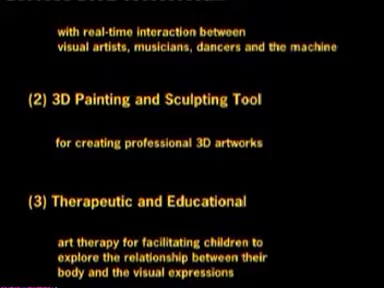 with real-time interaction between
visual artists, musicians, dancers and the machine
(2) 3D Painting and Sculpting Tool
for creating professional 3D artworks
(3) Therapeutic and Educational
art therapy for facilitating children to
explore the relationship between their
body and the visual expressions